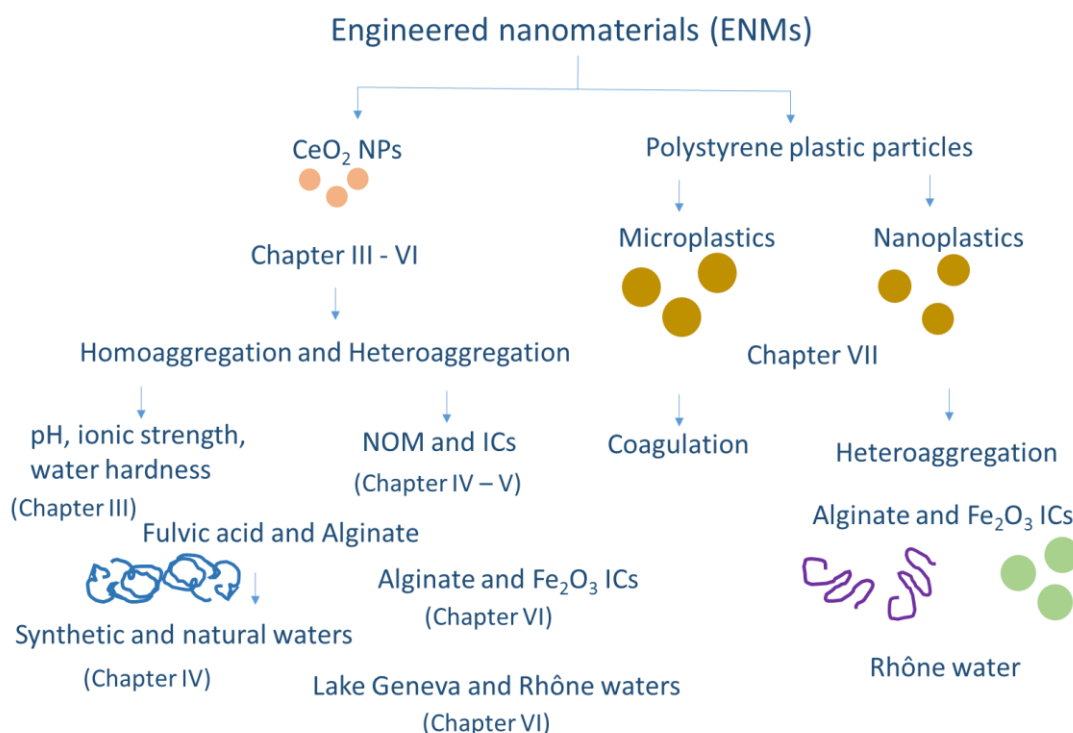 Engineered nanomaterials (ENMs)
CeO₂ NPs
Polystyrene plastic particles
Microplastics
Nanoplastics
Chapter III - VI
Chapter VII
Homoaggregation and Heteroaggregation
pH, ionic strength,
water hardness
(Chapter III)
NOM and ICs
(Chapter IV – V)
Coagulation
Heteroaggregation
Fulvic acid and Alginate
Alginate and Fe₂O₃ ICs
(Chapter VI)
Alginate and Fe₂O₃ ICs
Synthetic and natural waters
(Chapter IV)
Lake Geneva and Rhône waters
(Chapter VI)
Rhône water